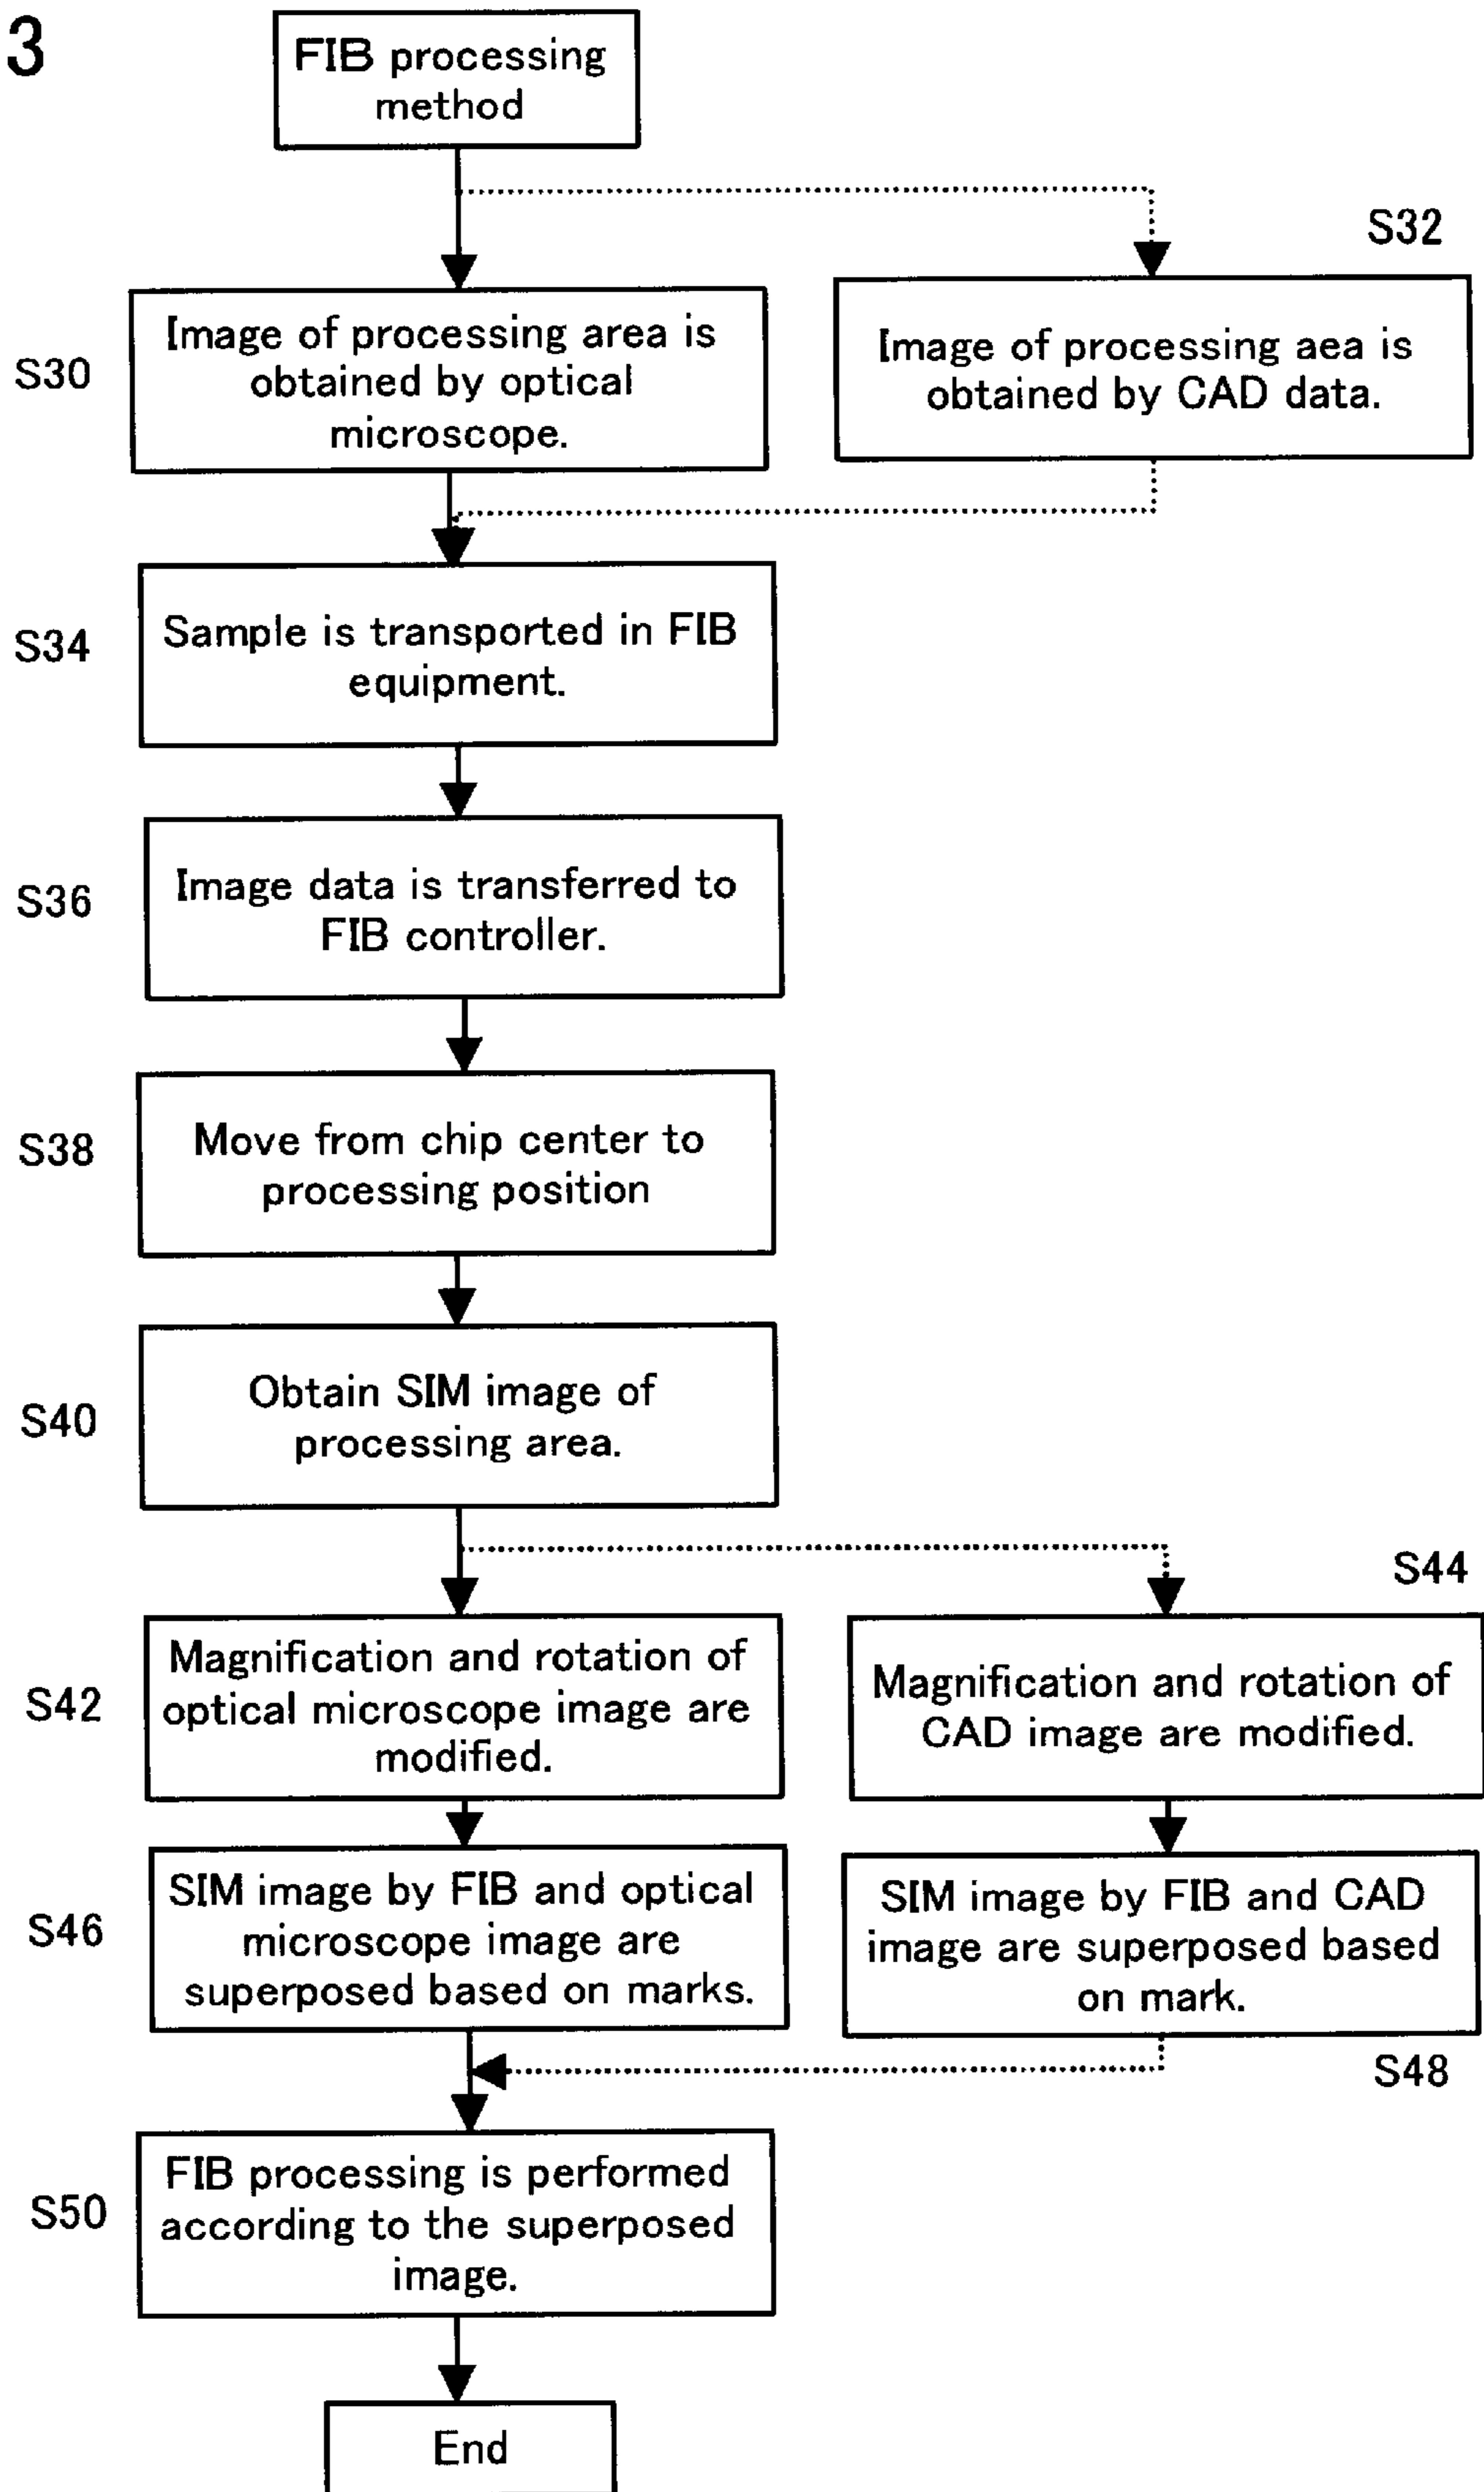 3
FIB processing
method
S32
S30
Image of processing area is
obtained by optical
microscope.
Image of processing aea is
obtained by CAD data.
S34
Sample is transported in FIB
equipment.
S36
Image data is transferred to
FIB controller.
S38
Move from chip center to
processing position
S40
Obtain SIM image of
processing area.
S44
S42
Magnification and rotation of
optical microscope image are
modified.
Magnification and rotation of
CAD image are modified.
S46
SIM image by FIB and optical
microscope image are
superposed based on marks.
SIM image by FIB and CAD
image are superposed based
on mark.
S48
S50
FIB processing is performed
according to the superposed
image.
End